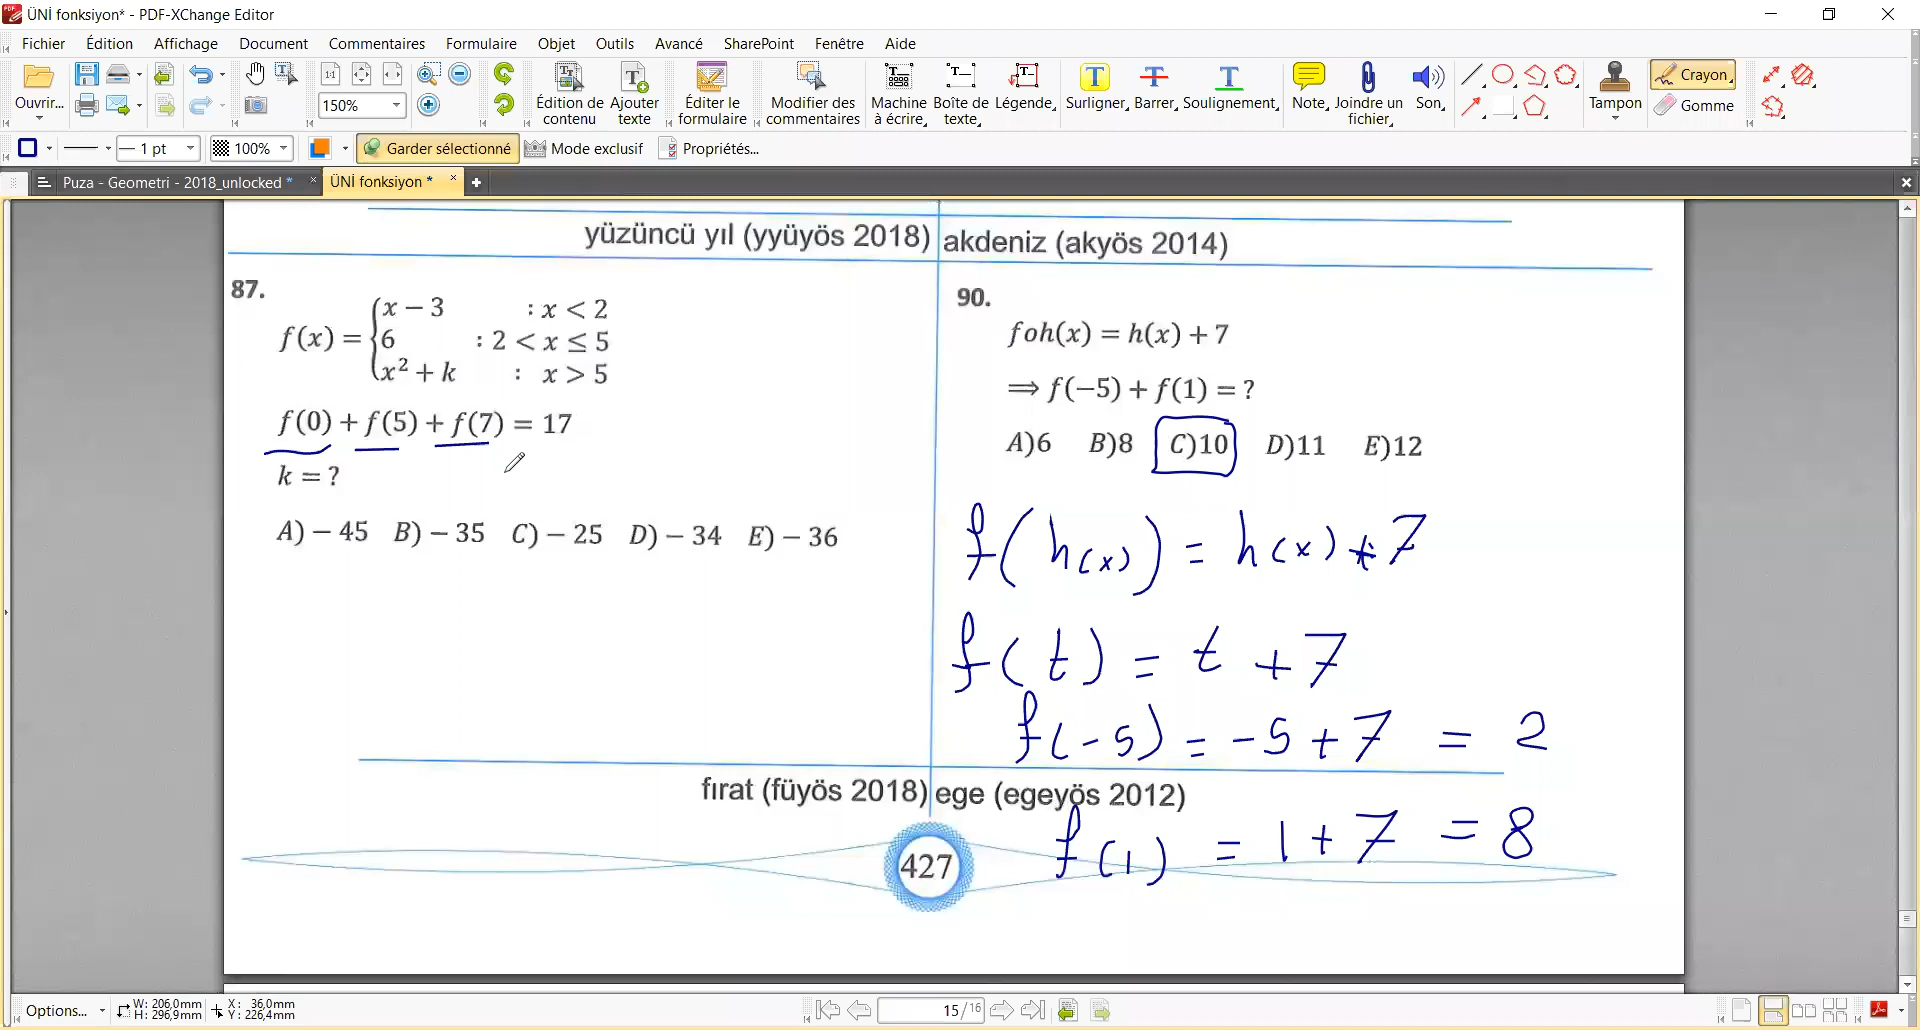 ÜNİ fonksiyon* - PDF-XChange Editor
Fichier Édition Affichage Document Commentaires Formulaire Objet Outils Avancé SharePoint Fenêtre Aide
Ouvrir... 150% Édition de contenu Ajouter texte Éditer le formulaire Modifier des commentaires Machine à écrire, Boîte de texte, Légende, Surligner, Barrer, Soulignement, Note, Joindre un fichier, Son, Tampon Crayon Gomme
1 pt 100% Garder sélectionné Mode exclusif Propriétés...
Puza - Geometri - 2018_unlocked * ÜNİ fonksiyon *
yüzüncü yıl (yyüyös 2018) akdeniz (akyös 2014)
87.
f(x) = { x − 3 : x < 2
6 : 2 < x ≤ 5
x² + k : x > 5
f(0) + f(5) + f(7) = 17
k = ?
A) − 45 B) − 35 C) − 25 D) − 34 E) − 36
90.
foh(x) = h(x) + 7
⟹ f(−5) + f(1) = ?
A)6 B)8 C)10 D)11 E)12
f(h(x)) = h(x) + 7
f(t) = t + 7
f(-5) = -5 + 7 = 2
fırat (füyös 2018) ege (egeyös 2012)
f(1) = 1 + 7 = 8
427
Options... W: 206,0mm H: 296,9mm X: 36,0mm Y: 226,4mm 15 / 16